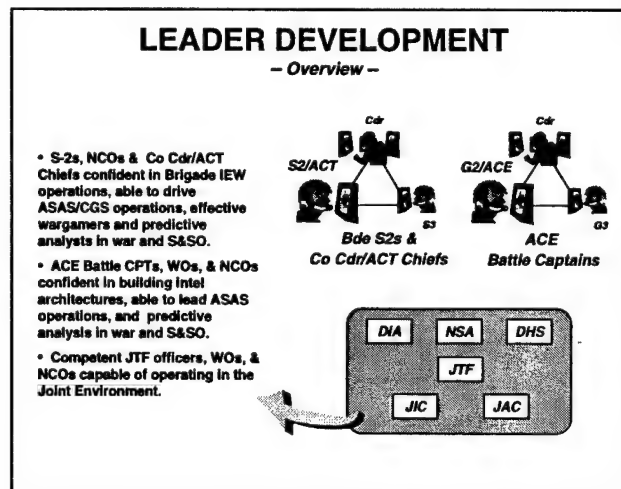 LEADER DEVELOPMENT
– Overview –
• S-2s, NCOs & Co Cdr/ACT
Chiefs confident in Brigade IEW
operations, able to drive
ASAS/CGS operations, effective
wargamers and predictive
analysts in war and S&SO.
• ACE Battle CPTs, WOs, & NCOs
confident in building intel
architectures, able to lead ASAS
operations, and predictive
analysis in war and S&SO.
• Competent JTF officers, WOs, &
NCOs capable of operating in the
Joint Environment.
Cdr
S2/ACT
S3
Bde S2s &
Co Cdr/ACT Chiefs
Cdr
G2/ACE
G3
ACE
Battle Captains
DIA NSA DHS
JTF
JIC JAC